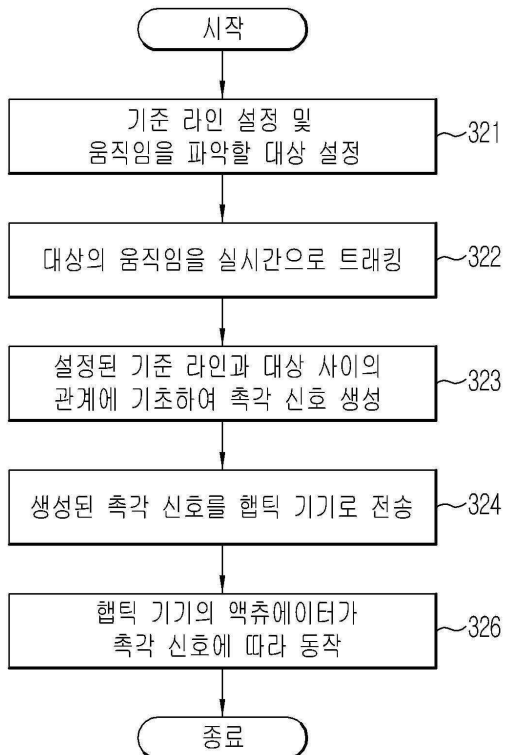 시작
기준 라인 설정 및
움직임을 파악할 대상 설정
321
대상의 움직임을 실시간으로 트래킹
322
설정된 기준 라인과 대상 사이의
관계에 기초하여 촉각 신호 생성
323
생성된 촉각 신호를 햅틱 기기로 전송
324
햅틱 기기의 액츄에이터가
촉각 신호에 따라 동작
326
종료